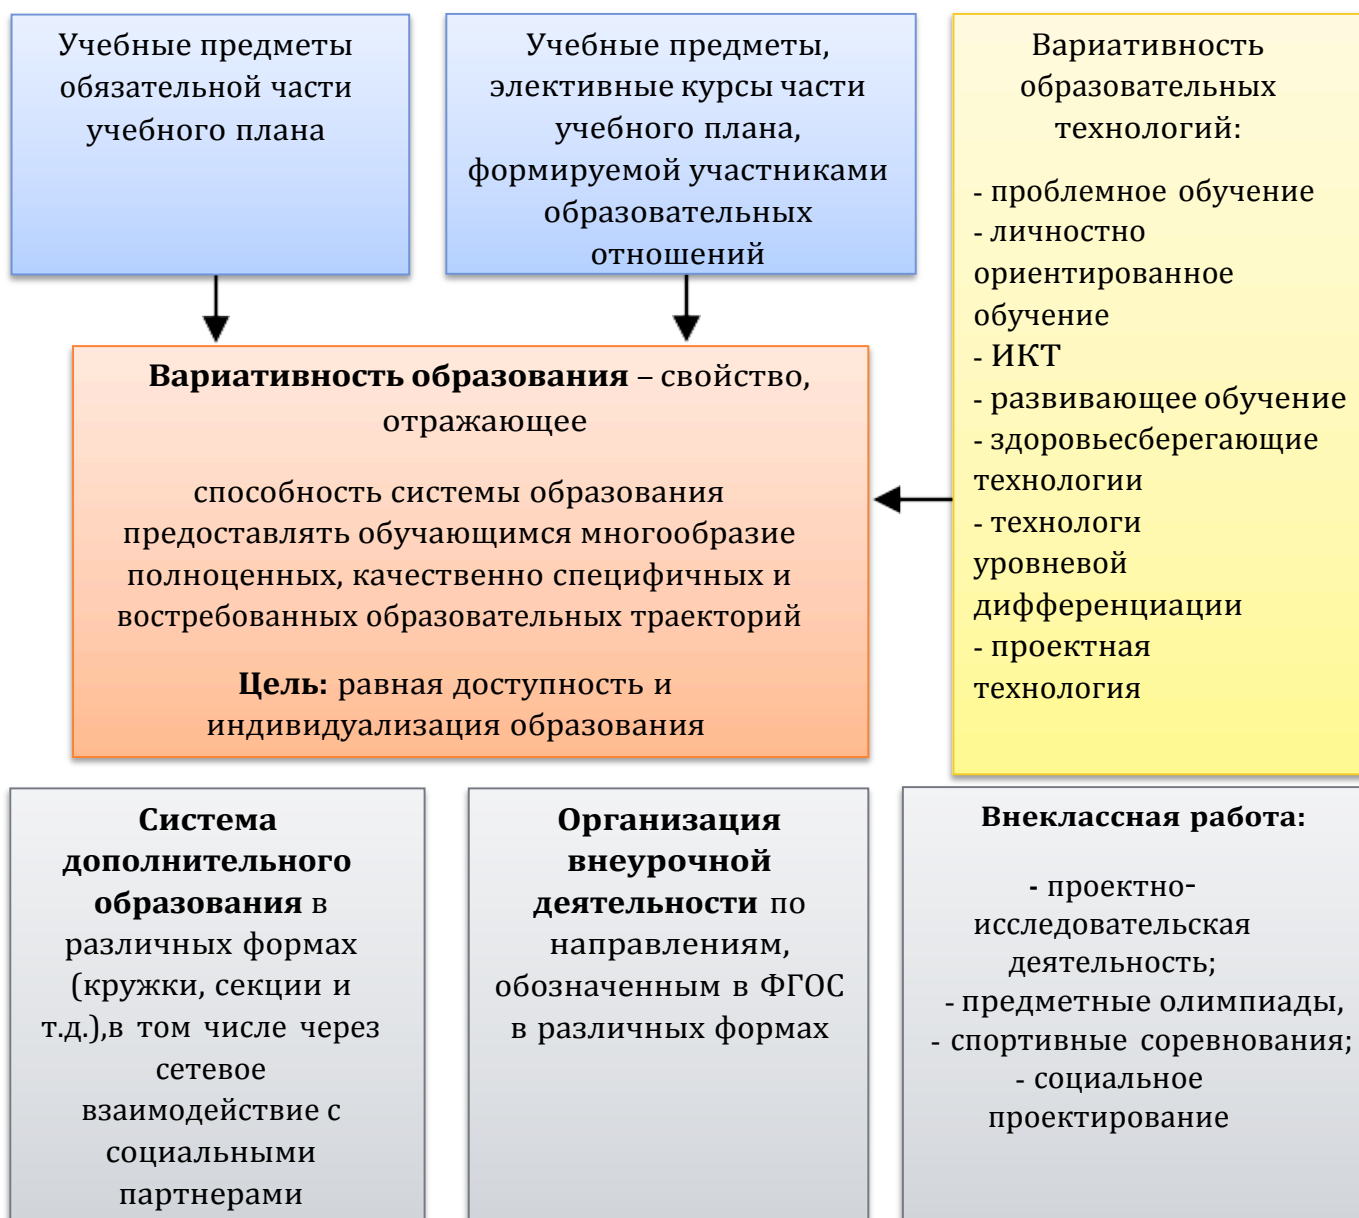 Учебные предметы
обязательной части
учебного плана
Учебные предметы,
элективные курсы части
учебного плана,
формируемой участниками
образовательных
отношений
Вариативность
образовательных
технологий:
- проблемное обучение
- личностно
ориентированное
обучение
- ИКТ
- развивающее обучение
- здоровьесберегающие
технологии
- технологи
уровневой
дифференциации
- проектная
технология
Вариативность образования – свойство,
отражающее
способность системы образования
предоставлять обучающимся многообразие
полноценных, качественно специфичных и
востребованных образовательных траекторий
Цель: равная доступность и
индивидуализация образования
Система
дополнительного
образования в
различных формах
(кружки, секции и
т.д.),в том числе через
сетевое
взаимодействие с
социальными
партнерами
Организация
внеурочной
деятельности по
направлениям,
обозначенным в ФГОС
в различных формах
Внеклассная работа:
- проектно-
исследовательская
деятельность;
- предметные олимпиады,
- спортивные соревнования;
- социальное
проектирование